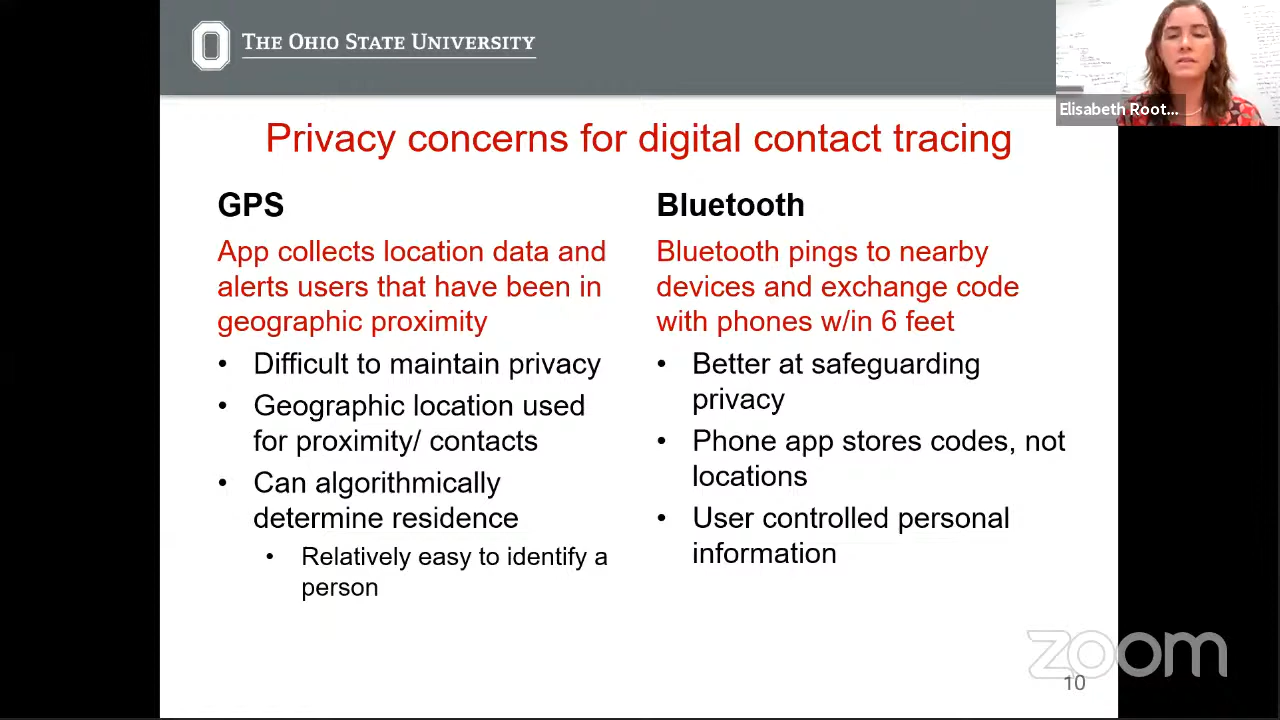 THE OHIO STATE UNIVERSITY
Elisabeth Root...
Privacy concerns for digital contact tracing
GPS
App collects location data and
alerts users that have been in
geographic proximity
• Difficult to maintain privacy
• Geographic location used
for proximity/ contacts
• Can algorithmically
determine residence
• Relatively easy to identify a
person
Bluetooth
Bluetooth pings to nearby
devices and exchange code
with phones w/in 6 feet
• Better at safeguarding
privacy
• Phone app stores codes, not
locations
• User controlled personal
information
zoom
10